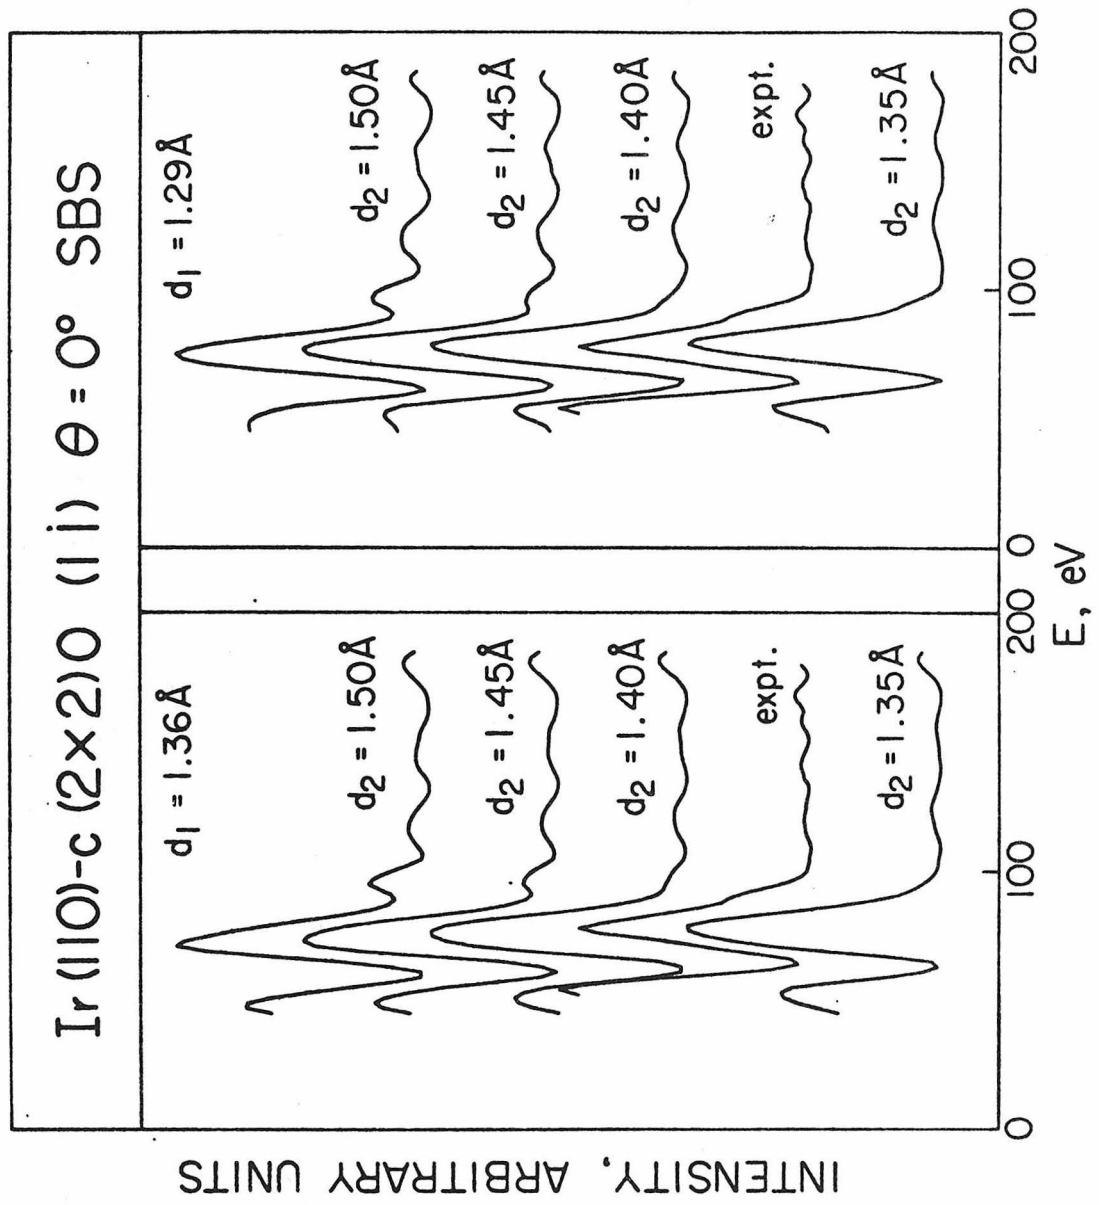 Ir (110)-c (2×2) O (1 i) θ = 0° SBS
INTENSITY, ARBITRARY UNITS
d₁ = 1.36Å
d₂ = 1.50Å
d₂ = 1.45Å
d₂ = 1.40Å
expt.
d₂ = 1.35Å
d₁ = 1.29Å
d₂ = 1.50Å
d₂ = 1.45Å
d₂ = 1.40Å
expt.
d₂ = 1.35Å
0 100 200 0 100 200
E, eV